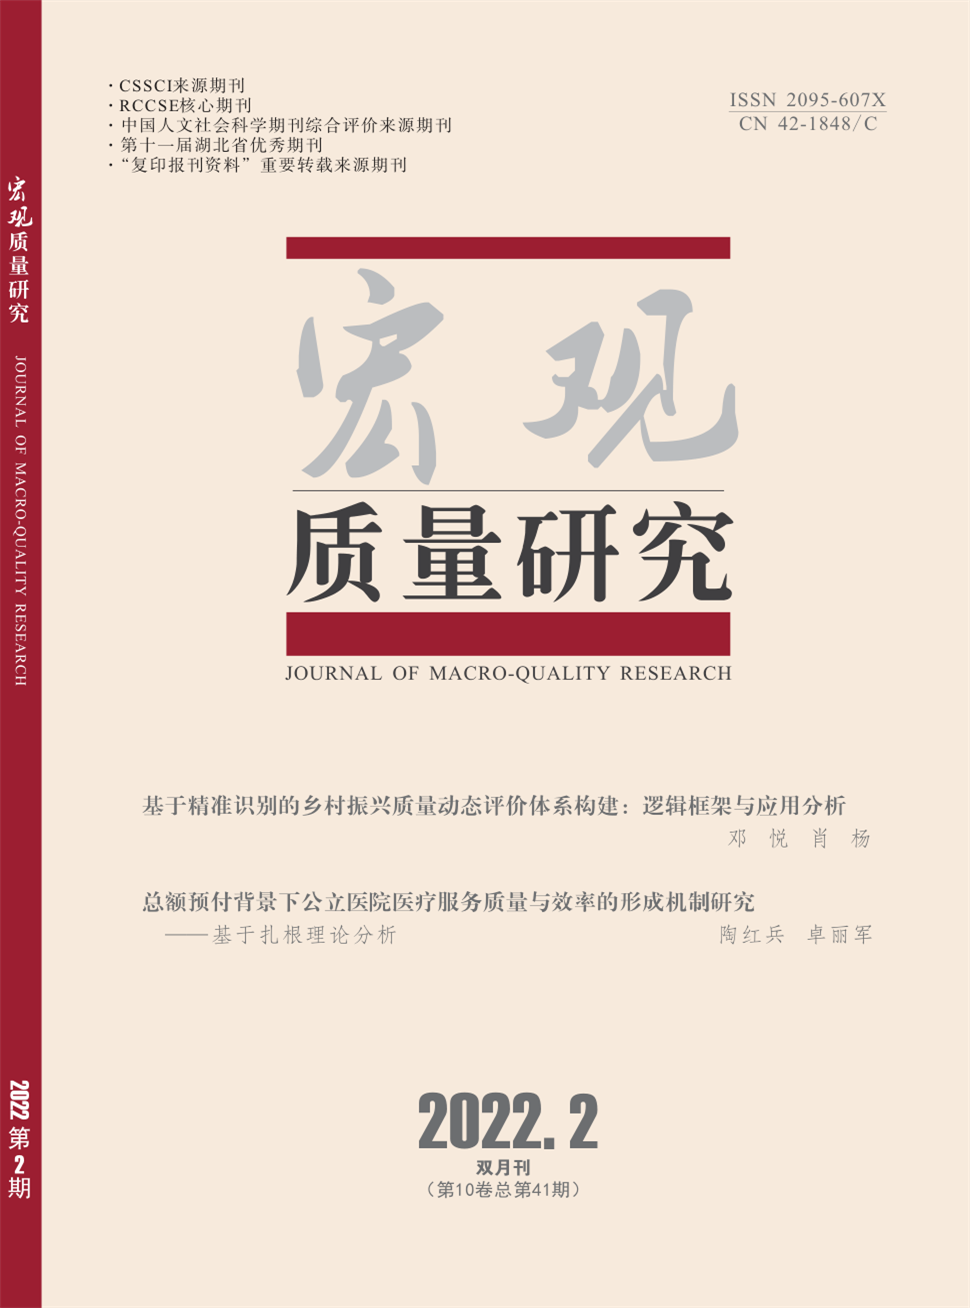 · CSSCI来源期刊
· RCCSE核心期刊
· 中国人文社会科学期刊综合评价来源期刊
· 第十一届湖北省优秀期刊
· “复印报刊资料”重要转载来源期刊
ISSN 2095-607X
CN 42-1848/C
宏观
质量研究
JOURNAL OF MACRO-QUALITY RESEARCH
基于精准识别的乡村振兴质量动态评价体系构建：逻辑框架与应用分析
邓 悦 肖 杨
总额预付背景下公立医院医疗服务质量与效率的形成机制研究
——基于扎根理论分析 陶红兵 卓丽军
2022.2
双月刊
（第10卷总第41期）
宏观质量研究 JOURNAL OF MACRO-QUALITY RESEARCH 2022第2期